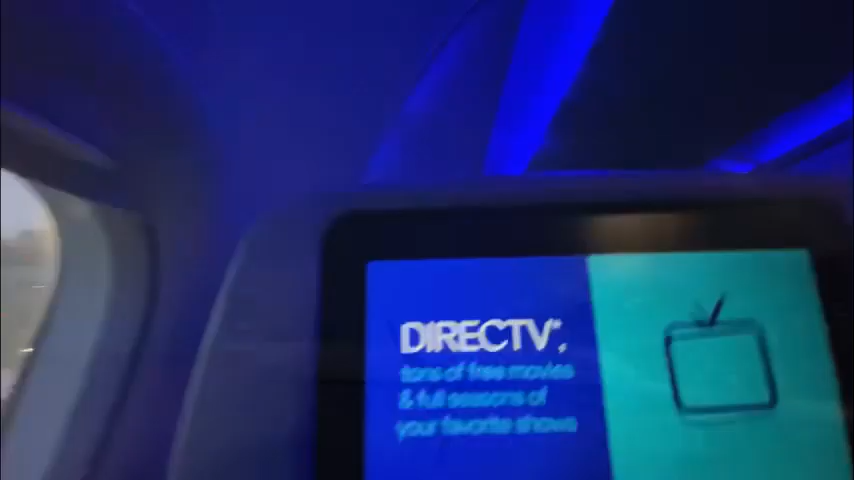 DIRECTV®,
tons of free movies
& full seasons of
your favorite shows